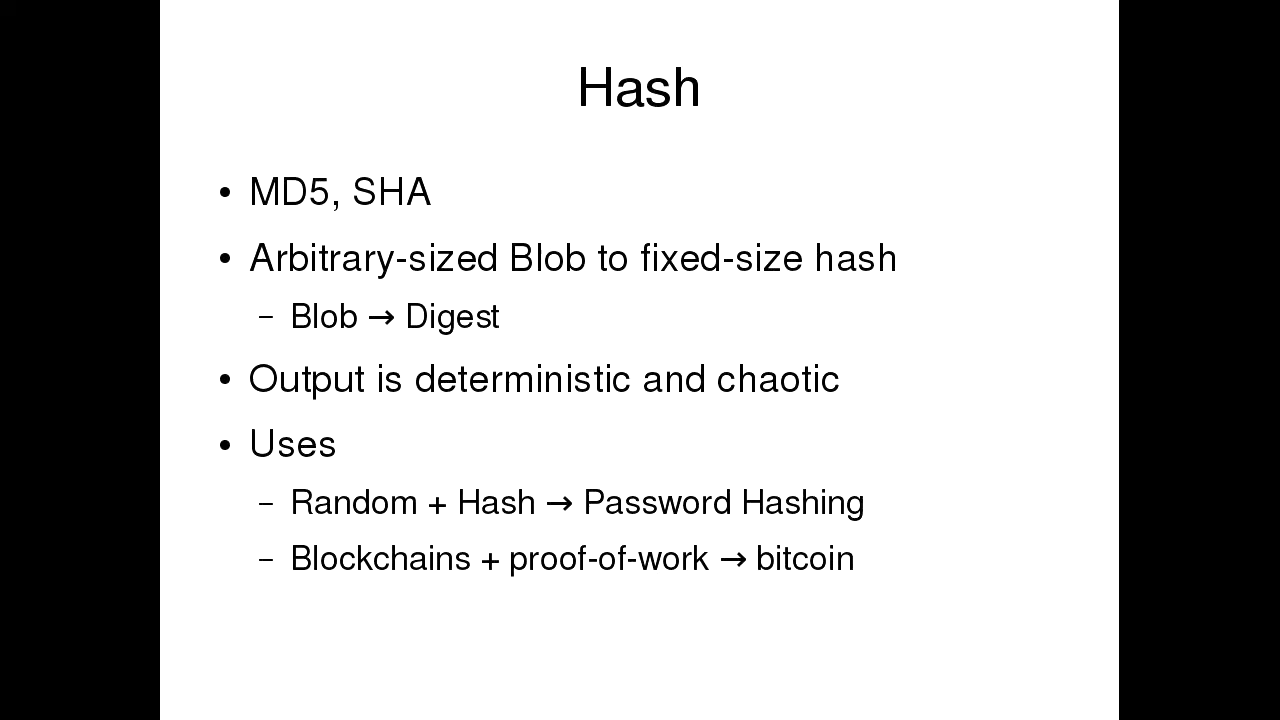 Hash
• MD5, SHA
• Arbitrary-sized Blob to fixed-size hash
– Blob → Digest
• Output is deterministic and chaotic
• Uses
– Random + Hash → Password Hashing
– Blockchains + proof-of-work → bitcoin